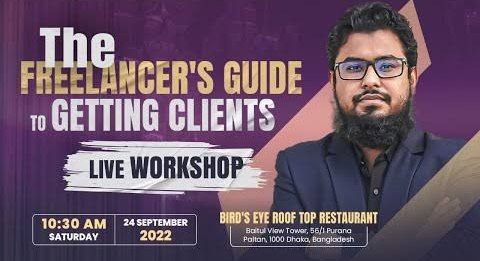 The
FREELANCER'S GUIDE
TO GETTING CLIENTS
LIVE WORKSHOP
10:30 AM
SATURDAY
24 SEPTEMBER
2022
BIRD'S EYE ROOF TOP RESTAURANT
Baitul View Tower, 56/1 Purana
Paltan, 1000 Dhaka, Bangladesh